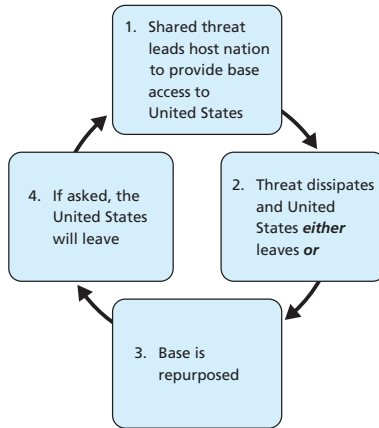 1. Shared threat
leads host nation
to provide base
access to
United States
2. Threat dissipates
and United
States either
leaves or
3. Base is
repurposed
4. If asked, the
United States
will leave